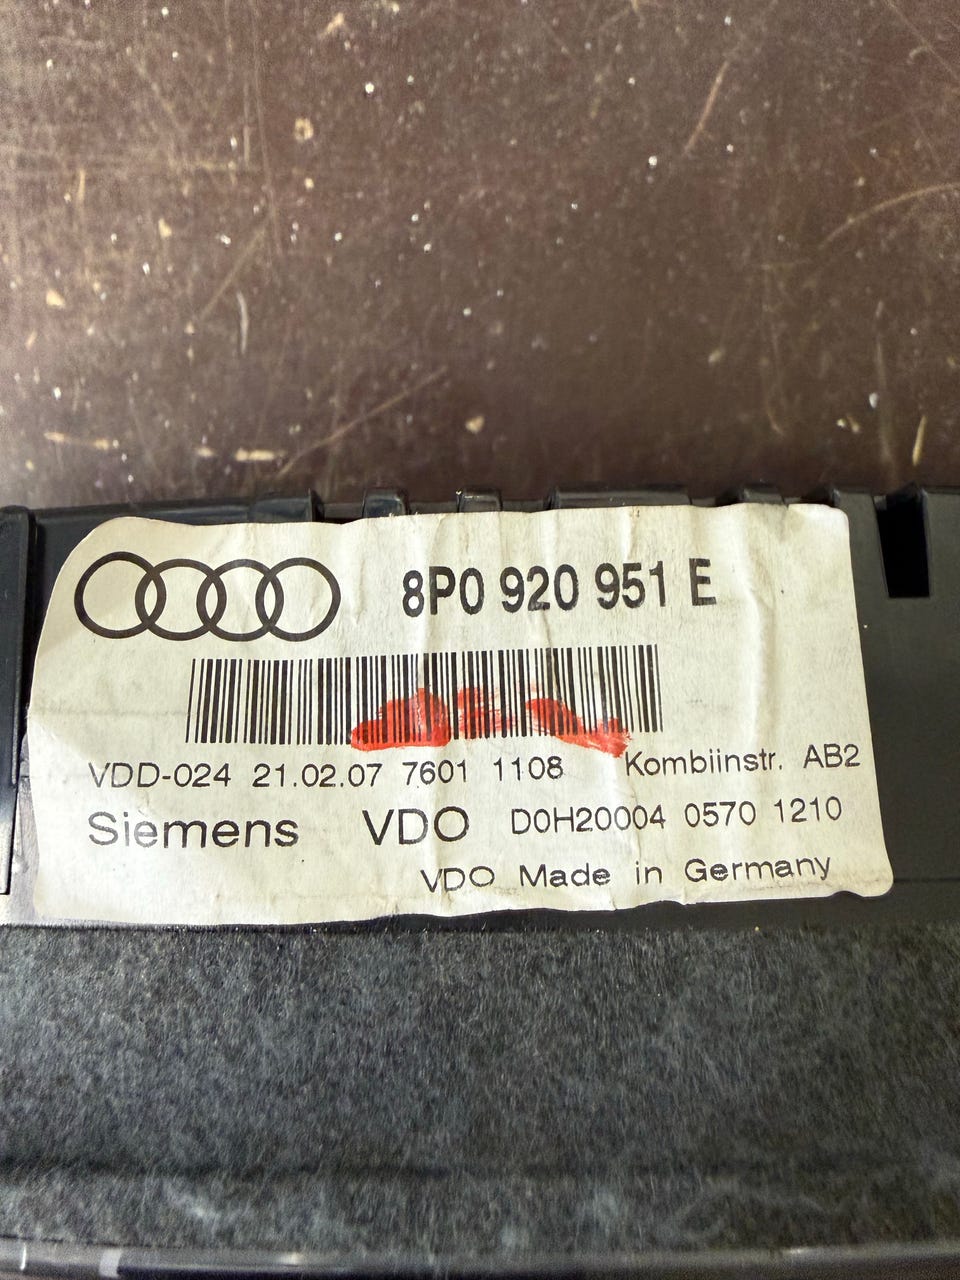 8P0 920 951 E
VDD-024 21.02.07 7601 1108 Kombiinstr. AB2
Siemens VDO D0H20004 0570 1210
VDO Made in Germany